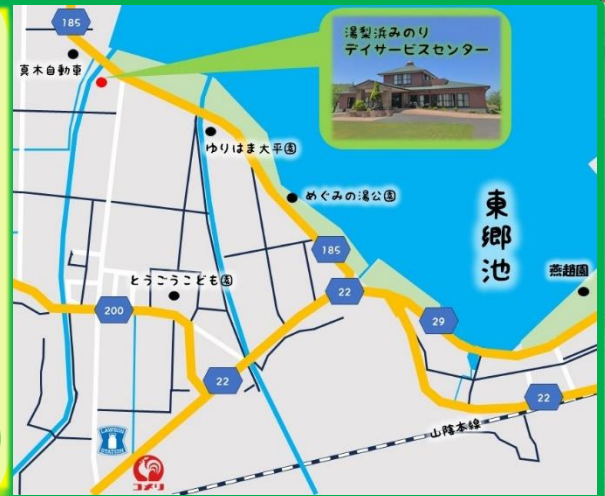 185
湯梨浜みのり
デイサービスセンター
真木自動車
ゆりはま大平園
めぐみの湯公園
東郷池
185
燕趙園
とうごうこども園
22
200
29
22
22
山陰本線
LAWSON
STATION
コメリ